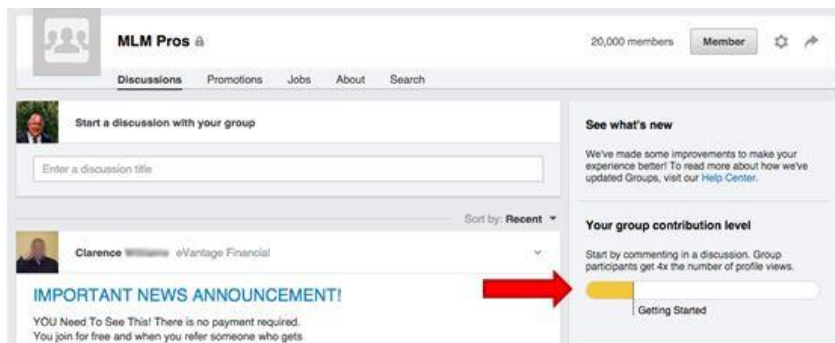 MLM Pros
20,000 members
Member
Discussions Promotions Jobs About Search
Start a discussion with your group
Enter a discussion title
Sort by: Recent
Clarence eVantage Financial
IMPORTANT NEWS ANNOUNCEMENT!
YOU Need To See This! There is no payment required.
You join for free and when you refer someone who gets
See what's new
We've made some improvements to make your
experience better! To read more about how we've
updated Groups, visit our Help Center.
Your group contribution level
Start by commenting in a discussion. Group
participants get 4x the number of profile views.
Getting Started